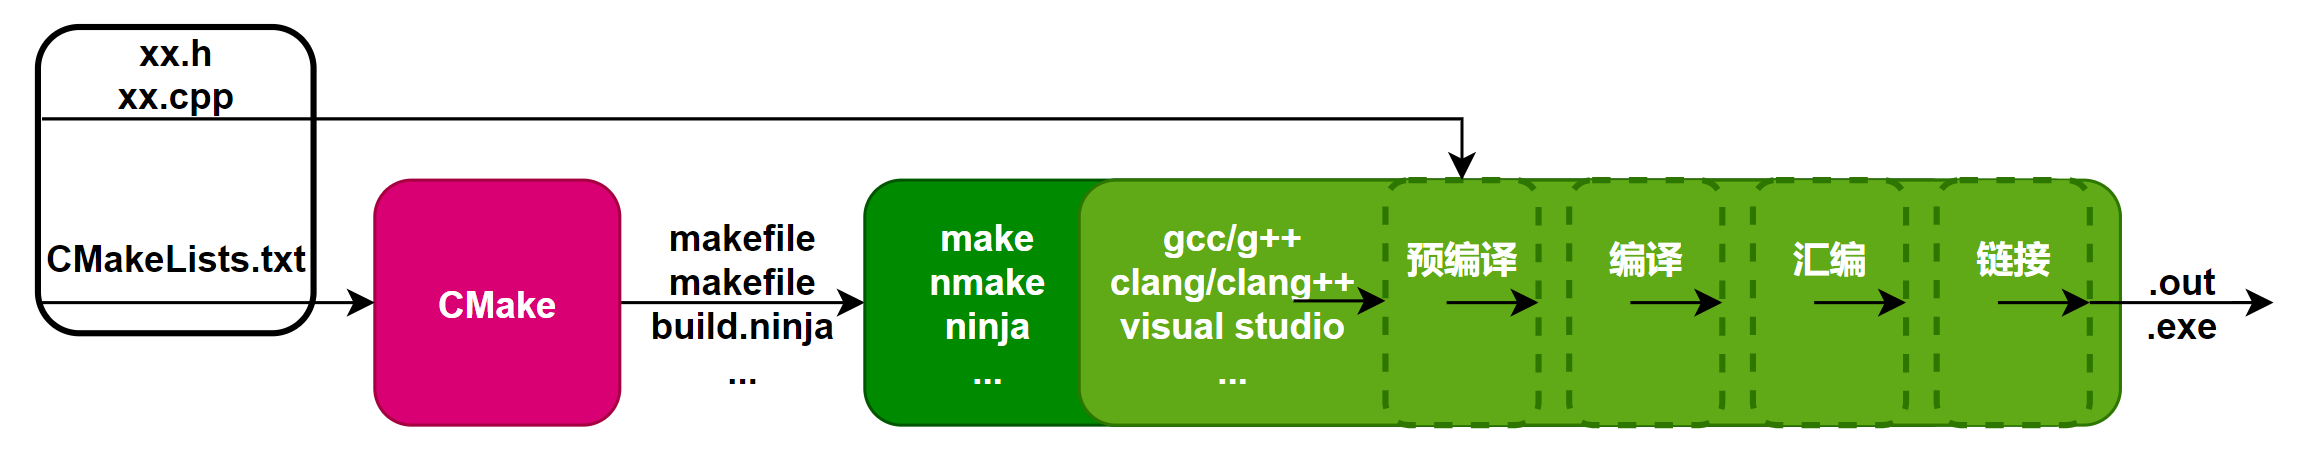 xx.h
xx.cpp
CMakeLists.txt
CMake
makefile
makefile
build.ninja
...
make
nmake
ninja
...
gcc/g++
clang/clang++
visual studio
...
预编译
编译
汇编
链接
.out
.exe